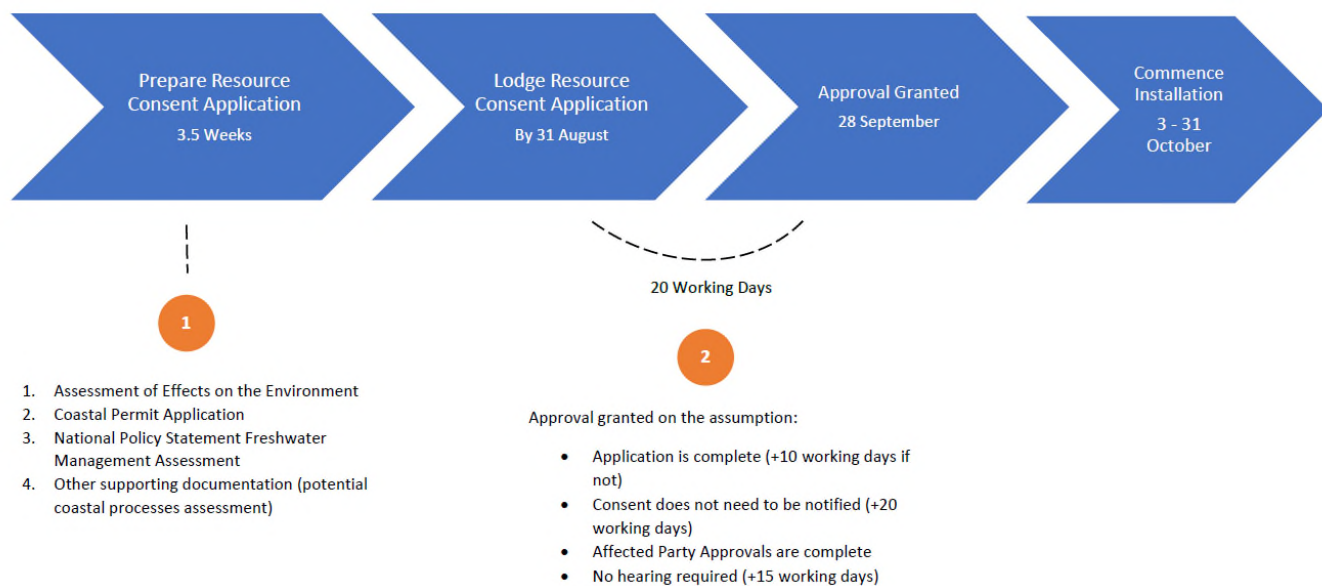 Prepare Resource
Consent Application
3.5 Weeks
Lodge Resource
Consent Application
By 31 August
Approval Granted
28 September
Commence
Installation
3 - 31
October
20 Working Days
1
1. Assessment of Effects on the Environment
2. Coastal Permit Application
3. National Policy Statement Freshwater
Management Assessment
4. Other supporting documentation (potential
coastal processes assessment)
2
Approval granted on the assumption:
• Application is complete (+10 working days if
not)
• Consent does not need to be notified (+20
working days)
• Affected Party Approvals are complete
• No hearing required (+15 working days)